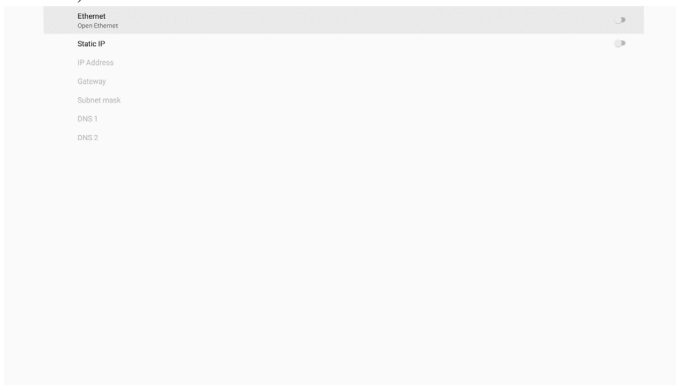 Ethernet
Open Ethernet
Static IP
IP Address
Gateway
Subnet mask
DNS 1
DNS 2